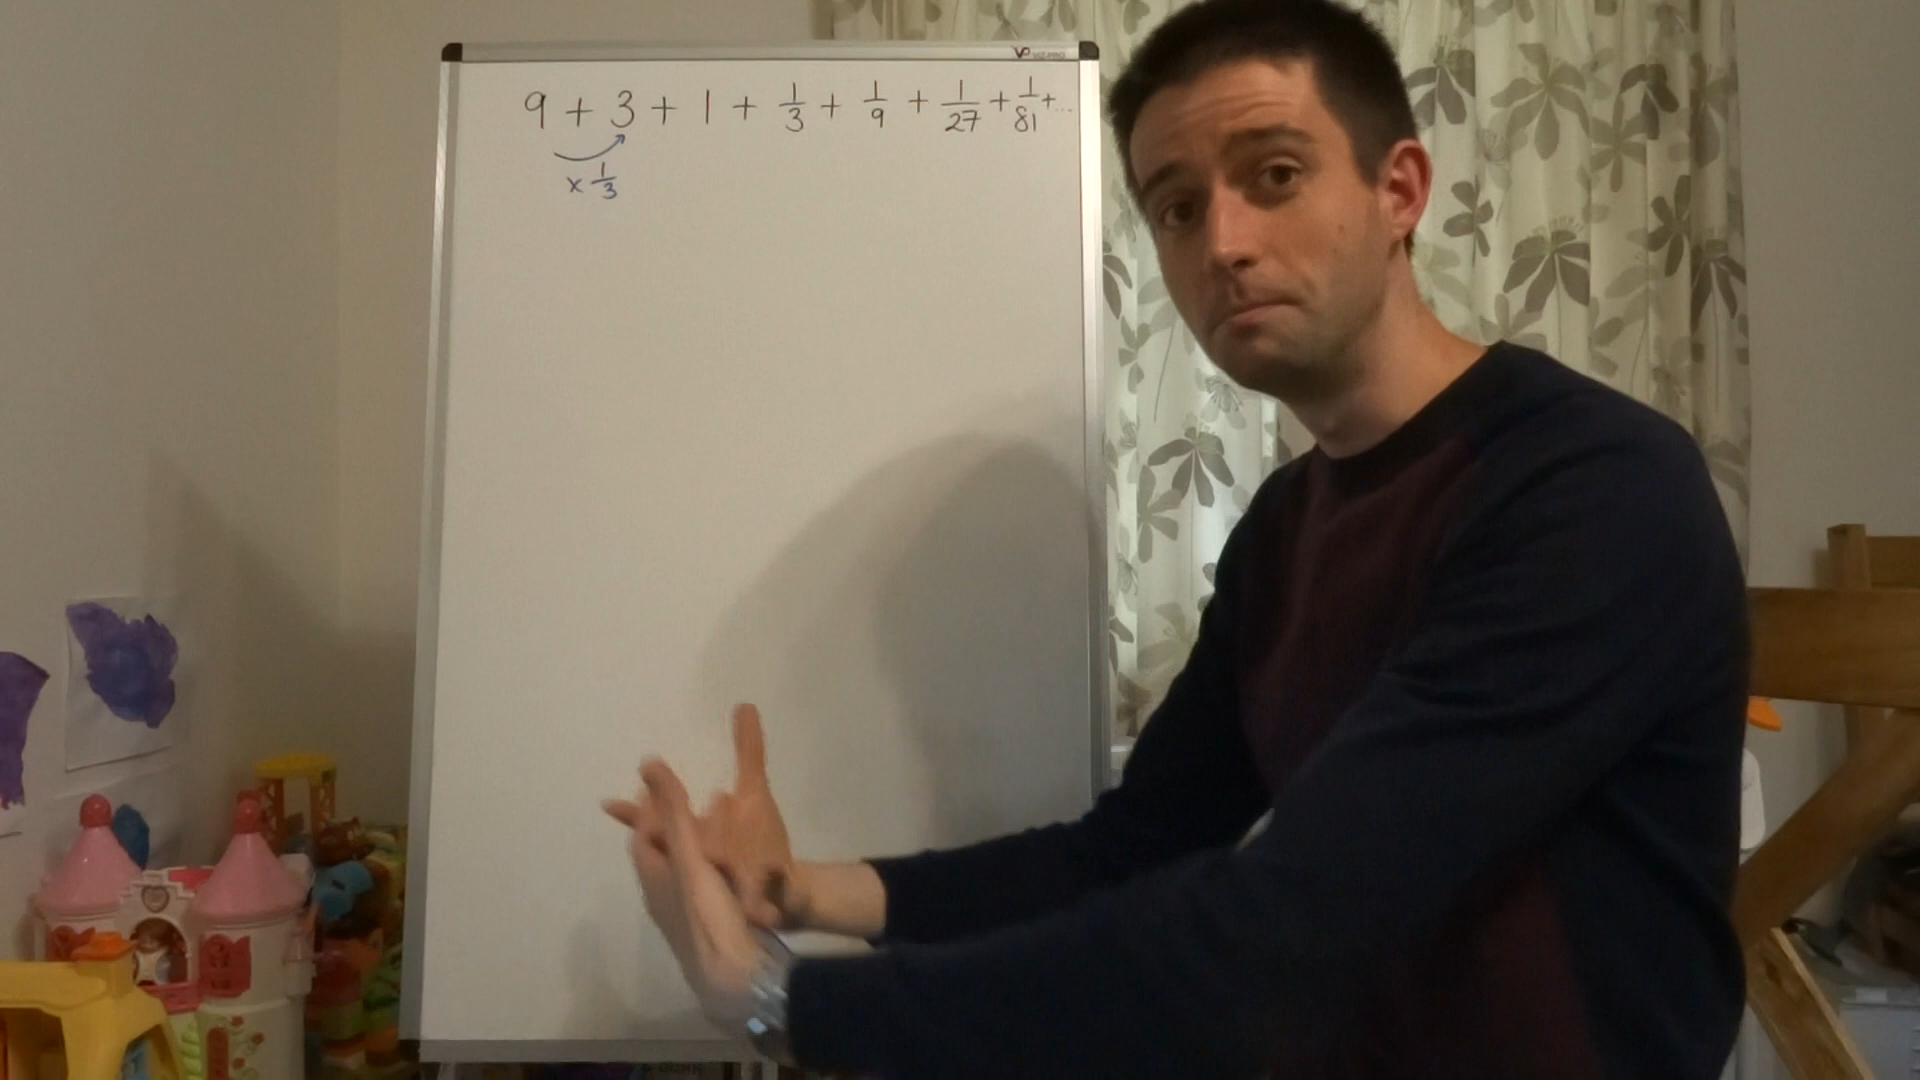 9 + 3 + 1 + 1/3 + 1/9 + 1/27 + 1/81 + ...
× 1/3